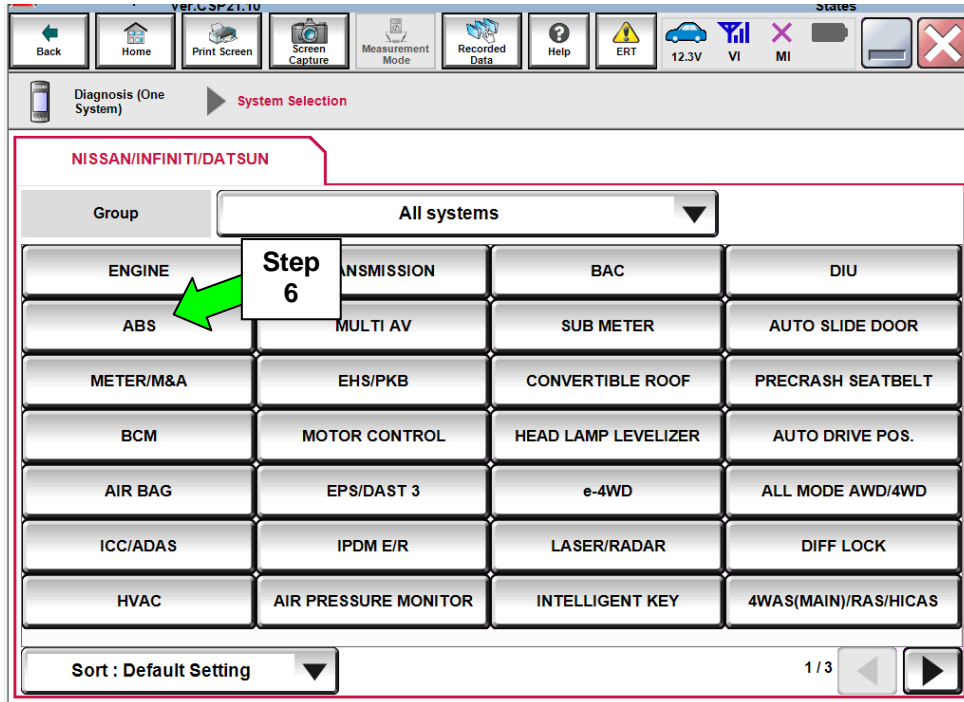 Ver.CSP21.10 States
Back Home Print Screen Screen Capture Measurement Mode Recorded Data Help ERT 12.3V VI MI
Diagnosis (One System) System Selection
NISSAN/INFINITI/DATSUN
Group All systems
Step 6
ENGINE BAC DIU
ABS MULTI AV SUB METER AUTO SLIDE DOOR
METER/M&A EHS/PKB CONVERTIBLE ROOF PRECRASH SEATBELT
BCM MOTOR CONTROL HEAD LAMP LEVELIZER AUTO DRIVE POS.
AIR BAG EPS/DAST 3 e-4WD ALL MODE AWD/4WD
ICC/ADAS IPDM E/R LASER/RADAR DIFF LOCK
HVAC AIR PRESSURE MONITOR INTELLIGENT KEY 4WAS(MAIN)/RAS/HICAS
Sort : Default Setting 1 / 3